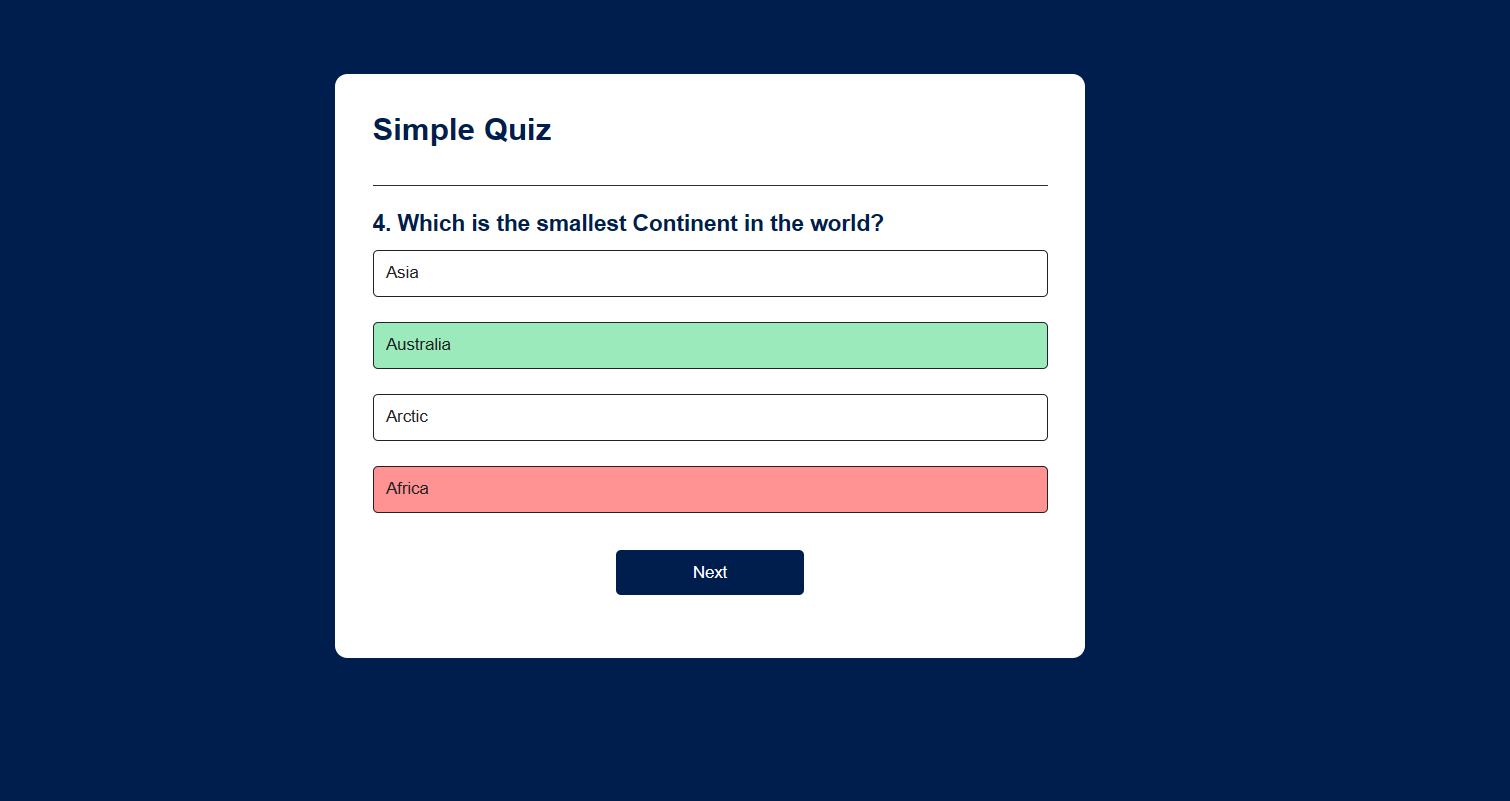 Simple Quiz
4. Which is the smallest Continent in the world?
Asia
Australia
Arctic
Africa
Next